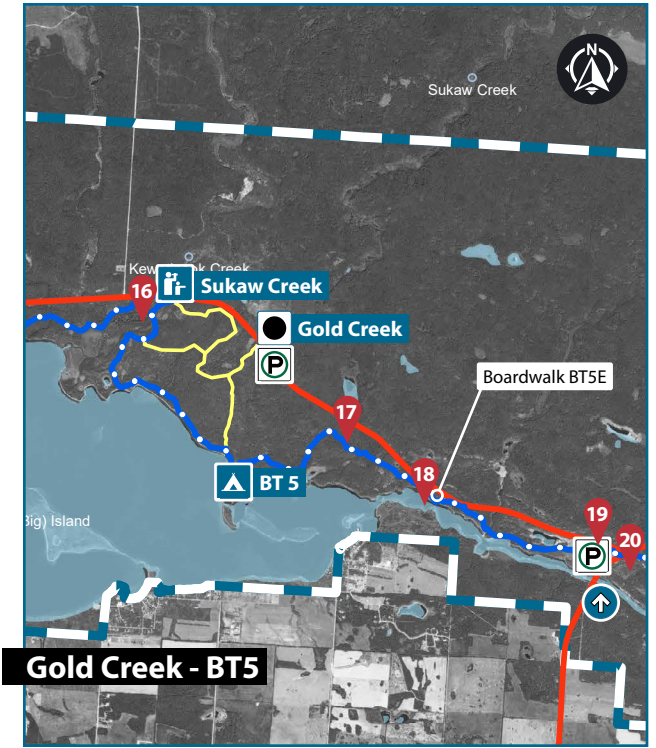 N
Sukaw Creek
16
Sukaw Creek
Gold Creek
P
17
Boardwalk BT5E
18
BT 5
19
20
P
Big) Island
Gold Creek - BT5